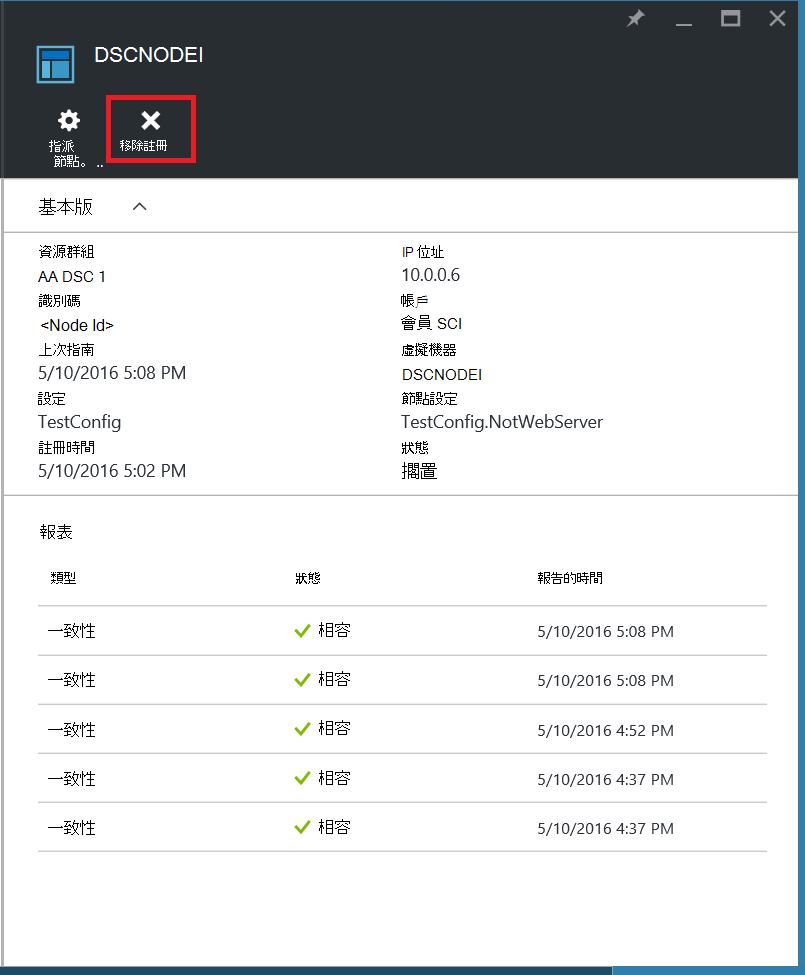 DSCNODEI
指派
節點。 ..
移除註冊
基本版
資源群組
AA DSC 1
識別碼
<Node Id>
上次指南
5/10/2016 5:08 PM
設定
TestConfig
註冊時間
5/10/2016 5:02 PM
IP 位址
10.0.0.6
帳戶
會員 SCI
虛擬機器
DSCNODEI
節點設定
TestConfig.NotWebServer
狀態
擱置
報表
類型 狀態 報告的時間
一致性 相容 5/10/2016 5:08 PM
一致性 相容 5/10/2016 5:08 PM
一致性 相容 5/10/2016 4:52 PM
一致性 相容 5/10/2016 4:37 PM
一致性 相容 5/10/2016 4:37 PM